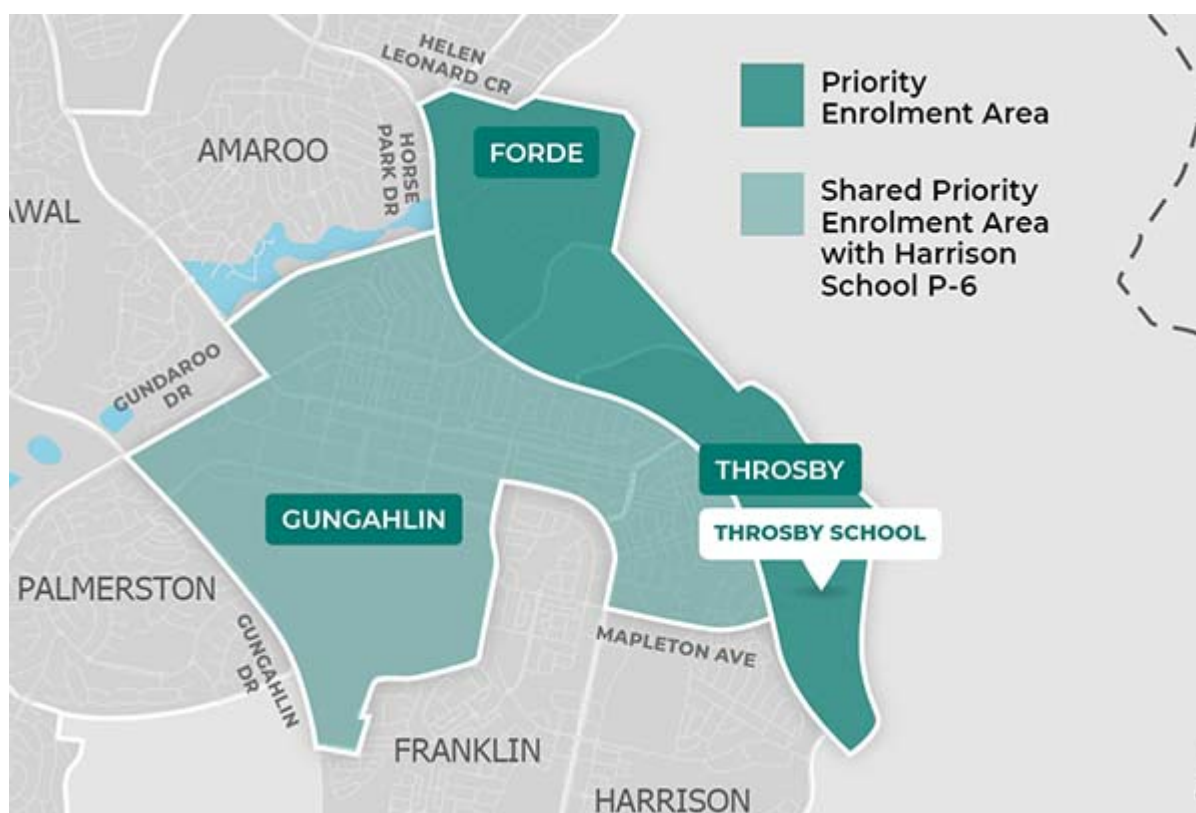 HELEN
LEONARD CR
AMAROO
HORSE
PARK DR
FORDE
Priority
Enrolment Area
Shared Priority
Enrolment Area
with Harrison
School P-6
AWAL
GUNDAROO
DR
THROSBY
THROSBY SCHOOL
GUNGAHLIN
PALMERSTON
GUNGAHLIN
DR
MAPLETON AVE
FRANKLIN
HARRISON